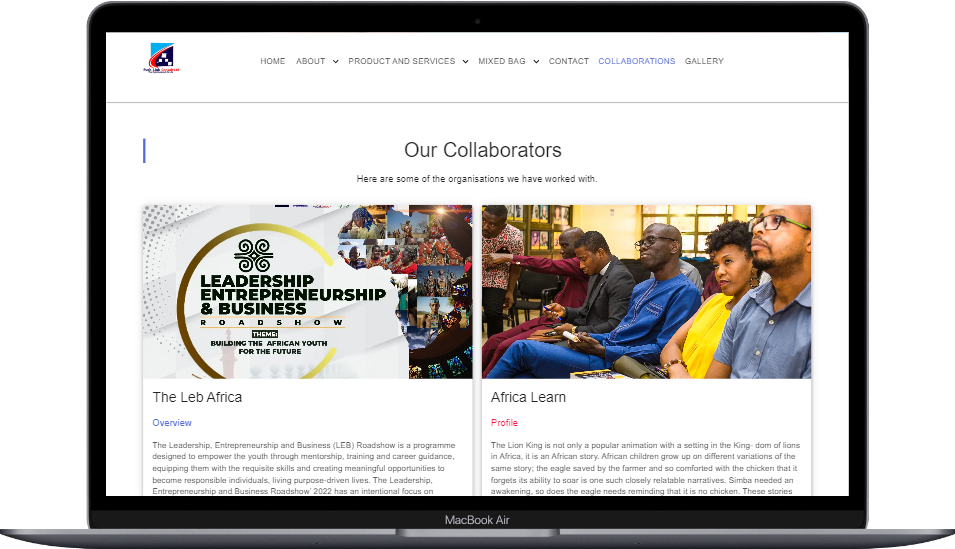 HOME ABOUT PRODUCT AND SERVICES MIXED BAG CONTACT COLLABORATIONS GALLERY
Our Collaborators
Here are some of the organisations we have worked with.
LEADERSHIP
ENTREPRENEURSHIP
& BUSINESS
ROADSHOW
THEME:
BUILDING THE AFRICAN YOUTH
FOR THE FUTURE
The Leb Africa
Overview
The Leadership, Entrepreneurship and Business (LEB) Roadshow is a programme
designed to empower the youth through mentorship, training and career guidance,
equipping them with the requisite skills and creating meaningful opportunities to
become responsible individuals, living purpose-driven lives. The Leadership,
Entrepreneurship and Business Roadshow' 2022 has an intentional focus on
Africa Learn
Profile
The Lion King is not only a popular animation with a setting in the King- dom of lions
in Africa, it is an African story. African children grow up on different variations of the
same story; the eagle saved by the farmer and so comforted with the chicken that it
forgets its ability to soar is one such closely relatable narratives. Simba needed an
awakening, so does the eagle needs reminding that it is no chicken. These stories
MacBook Air